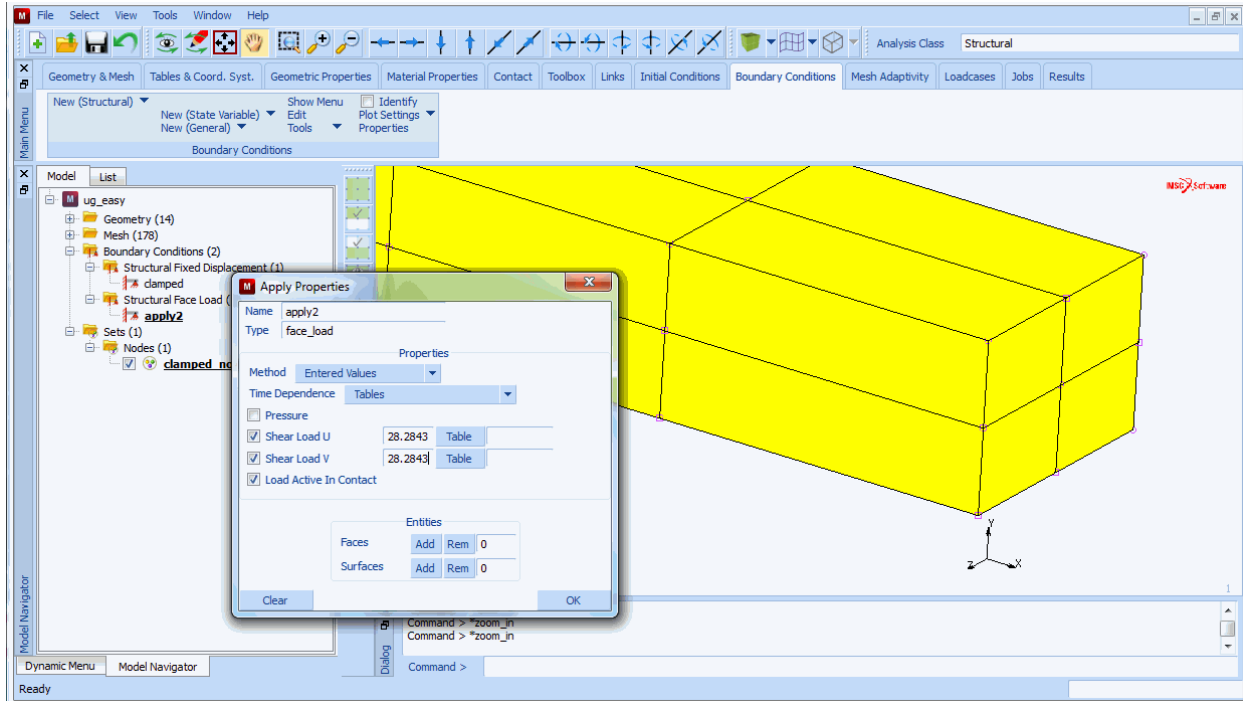 File Select View Tools Window Help
Analysis Class Structural
Geometry & Mesh Tables & Coord. Syst. Geometric Properties Material Properties Contact Toolbox Links Initial Conditions Boundary Conditions Mesh Adaptivity Loadcases Jobs Results
New (Structural) Show Menu Identify
New (State Variable) Edit Plot Settings
New (General) Tools Properties
Boundary Conditions
Main Menu
Model List
ug_easy
Geometry (14)
Mesh (178)
Boundary Conditions (2)
Structural Fixed Displacement (1)
clamped
Structural Face Load (
apply2
Sets (1)
Nodes (1)
clamped_no
Model Navigator
Apply Properties
Name apply2
Type face_load
Properties
Method Entered Values
Time Dependence Tables
Pressure
Shear Load U 28.2843 Table
Shear Load V 28.2843 Table
Load Active In Contact
Entities
Faces Add Rem 0
Surfaces Add Rem 0
Clear OK
MSC Software
Y
Z X
1
Command > *zoom_in
Command > *zoom_in
Dialog
Command >
Dynamic Menu Model Navigator
Ready